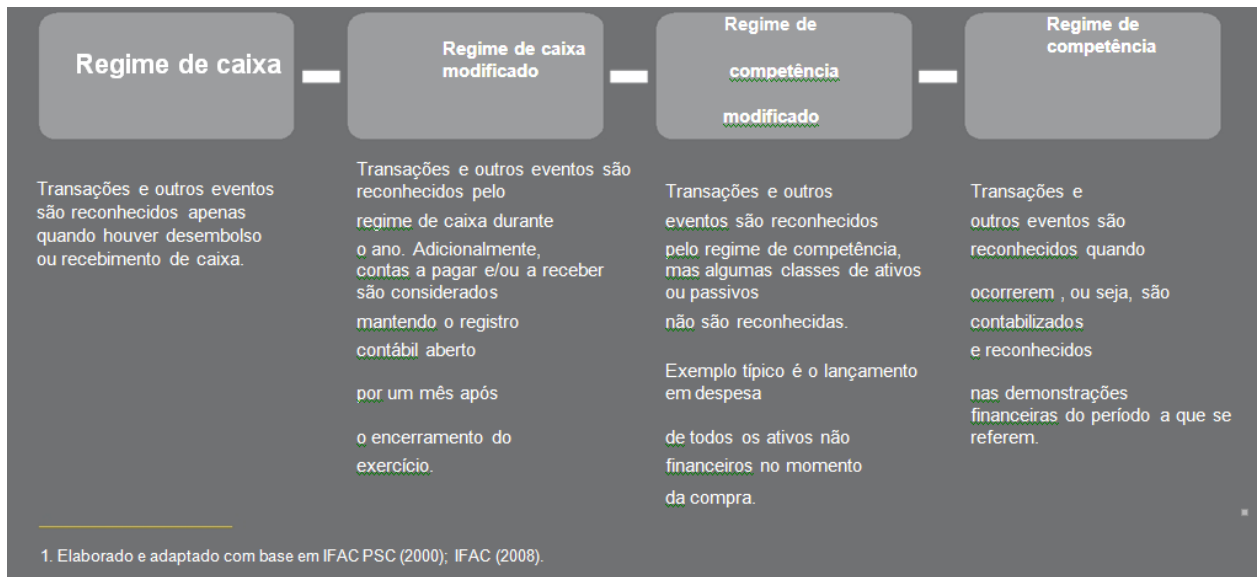 Regime de caixa
Regime de caixa
modificado
Regime de
competência
modificado
Regime de
competência
Transações e outros eventos
são reconhecidos apenas
quando houver desembolso
ou recebimento de caixa.
Transações e outros eventos são
reconhecidos pelo
regime de caixa durante
o ano. Adicionalmente,
contas a pagar e/ou a receber
são considerados
mantendo o registro
contábil aberto
por um mês após
o encerramento do
exercício.
Transações e outros
eventos são reconhecidos
pelo regime de competência,
mas algumas classes de ativos
ou passivos
não são reconhecidas.
Exemplo típico é o lançamento
em despesa
de todos os ativos não
financeiros no momento
da compra.
Transações e
outros eventos são
reconhecidos quando
ocorrerem , ou seja, são
contabilizados
e reconhecidos
nas demonstrações
financeiras do período a que se
referem.
1. Elaborado e adaptado com base em IFAC PSC (2000); IFAC (2008).